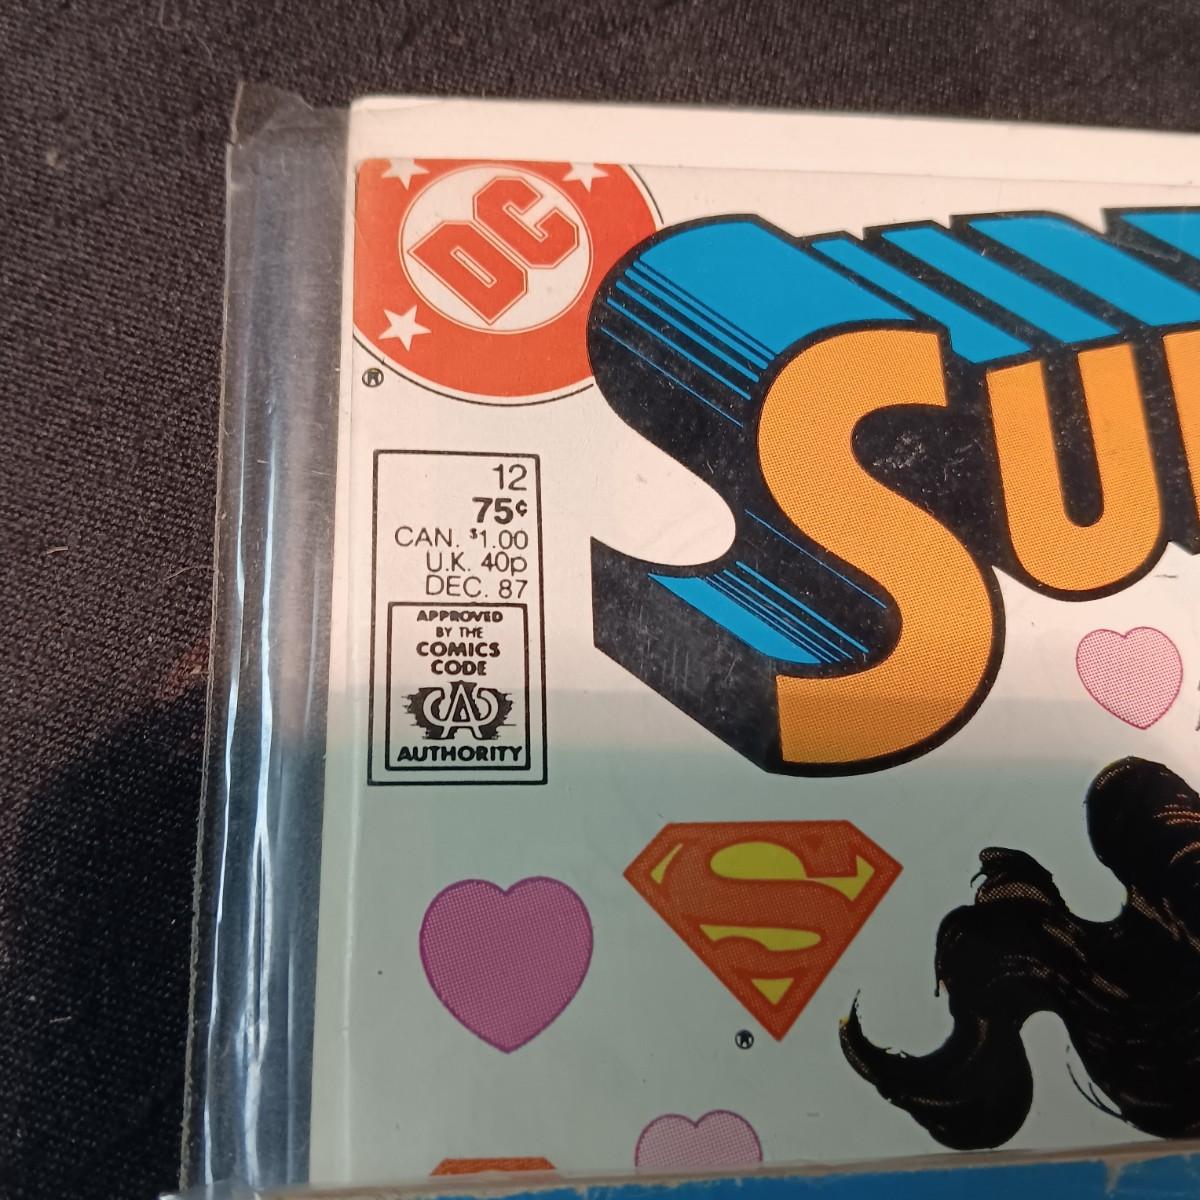 DC
®
SU
12
75¢
CAN. $1.00
U.K. 40p
DEC. 87
APPROVED
BY THE
COMICS
CODE
CA
AUTHORITY
S
®